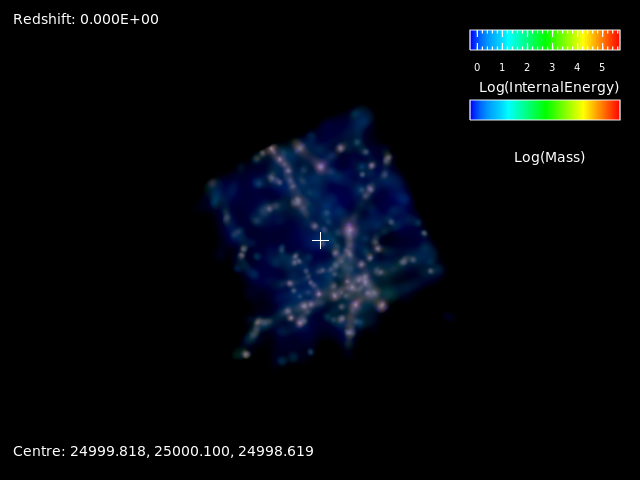 Redshift: 0.000E+00
0 1 2 3 4 5
Log(InternalEnergy)
Log(Mass)
Centre: 24999.818, 25000.100, 24998.619